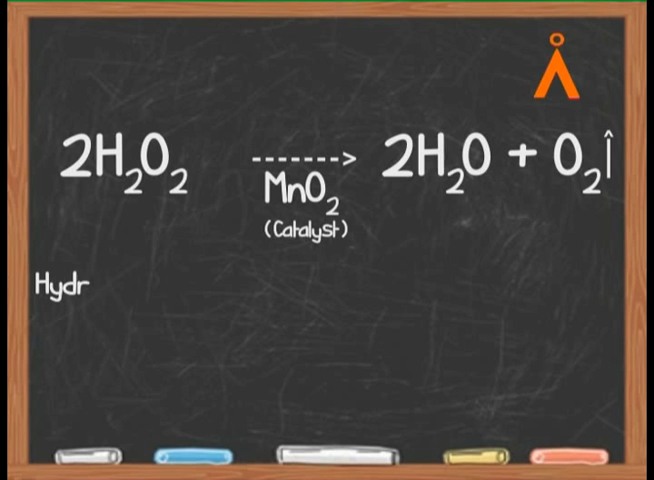 2H₂O₂ -------> 2H₂O + O₂↑
MnO₂
(Catalyst)
Hydr